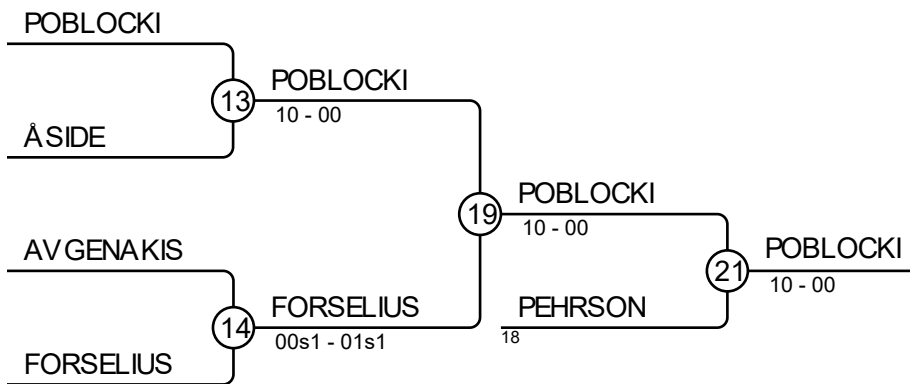 POBLOCKI
13
POBLOCKI
10 - 00
ÅSIDE
19
POBLOCKI
10 - 00
AVGENAKIS
14
FORSELIUS
00s1 - 01s1
FORSELIUS
21
POBLOCKI
10 - 00
PEHRSON
18